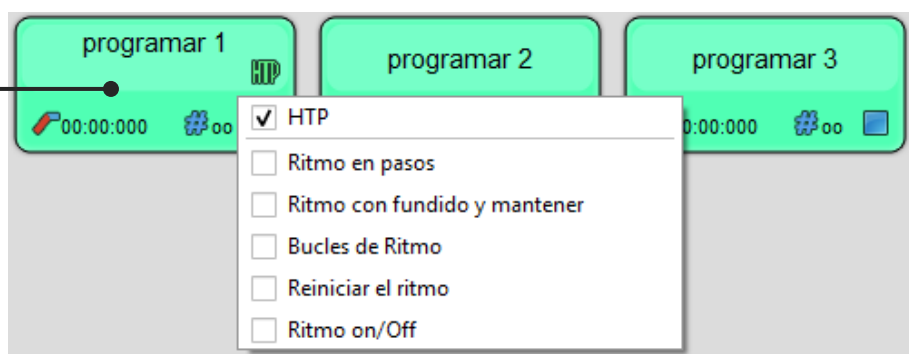 programar 1
HTP
programar 2
programar 3
00:00:000 # oo
0:00:000 # oo
HTP
Ritmo en pasos
Ritmo con fundido y mantener
Bucles de Ritmo
Reiniciar el ritmo
Ritmo on/Off